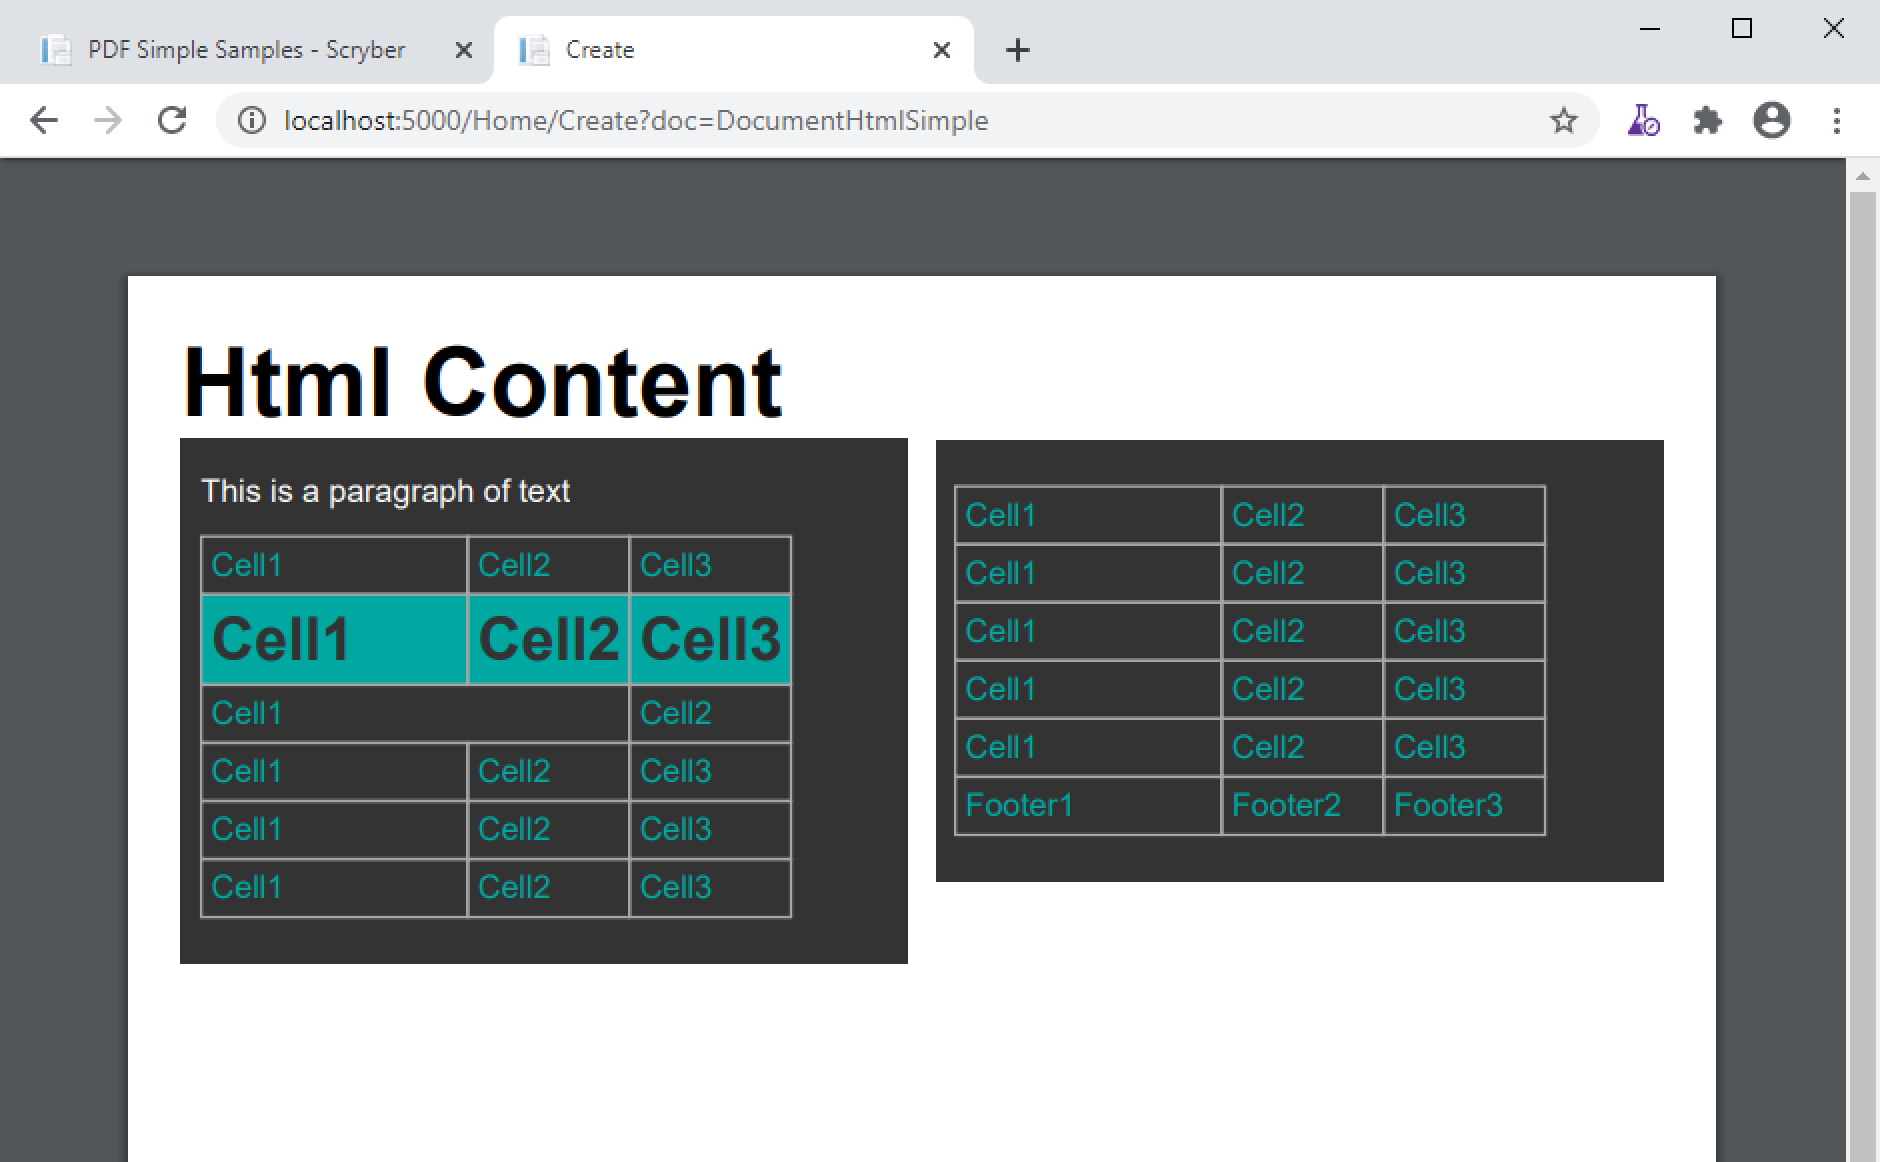 PDF Simple Samples - Scryber
Create
localhost:5000/Home/Create?doc=DocumentHtmlSimple
Html Content
This is a paragraph of text
Cell1 Cell2 Cell3
Cell1 Cell2 Cell3
Cell1 Cell2
Cell1 Cell2 Cell3
Cell1 Cell2 Cell3
Cell1 Cell2 Cell3
Cell1 Cell2 Cell3
Cell1 Cell2 Cell3
Cell1 Cell2 Cell3
Cell1 Cell2 Cell3
Cell1 Cell2 Cell3
Footer1 Footer2 Footer3